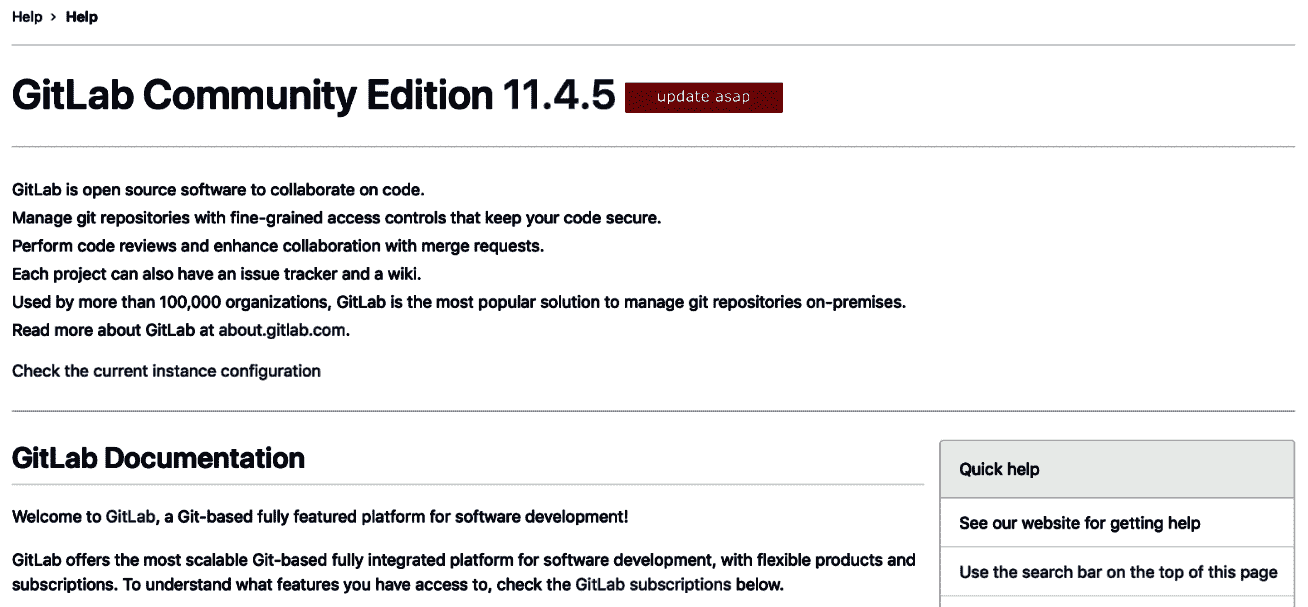 Help › Help
GitLab Community Edition 11.4.5 update asap
GitLab is open source software to collaborate on code.
Manage git repositories with fine-grained access controls that keep your code secure.
Perform code reviews and enhance collaboration with merge requests.
Each project can also have an issue tracker and a wiki.
Used by more than 100,000 organizations, GitLab is the most popular solution to manage git repositories on-premises.
Read more about GitLab at about.gitlab.com.
Check the current instance configuration
GitLab Documentation
Welcome to GitLab, a Git-based fully featured platform for software development!
GitLab offers the most scalable Git-based fully integrated platform for software development, with flexible products and
subscriptions. To understand what features you have access to, check the GitLab subscriptions below.
Quick help
See our website for getting help
Use the search bar on the top of this page